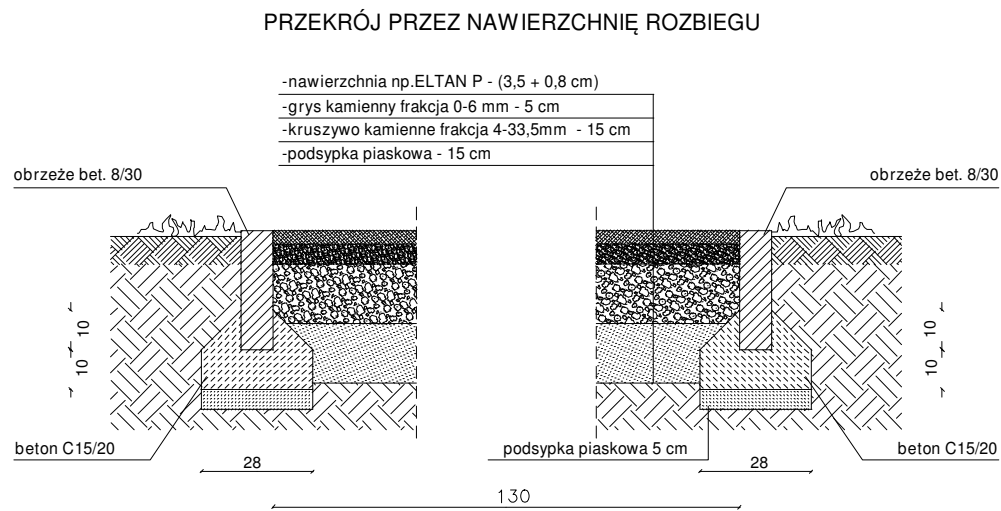 PRZEKRÓJ PRZEZ NAWIERZCHNIĘ ROZBIEGU
-nawierzchnia np.ELTAN P - (3,5 + 0,8 cm)
-grys kamienny frakcja 0-6 mm - 5 cm
-kruszywo kamienne frakcja 4-33,5mm - 15 cm
-podsypka piaskowa - 15 cm
obrzeże bet. 8/30
obrzeże bet. 8/30
10
10
10
10
beton C15/20
podsypka piaskowa 5 cm
beton C15/20
28
28
130